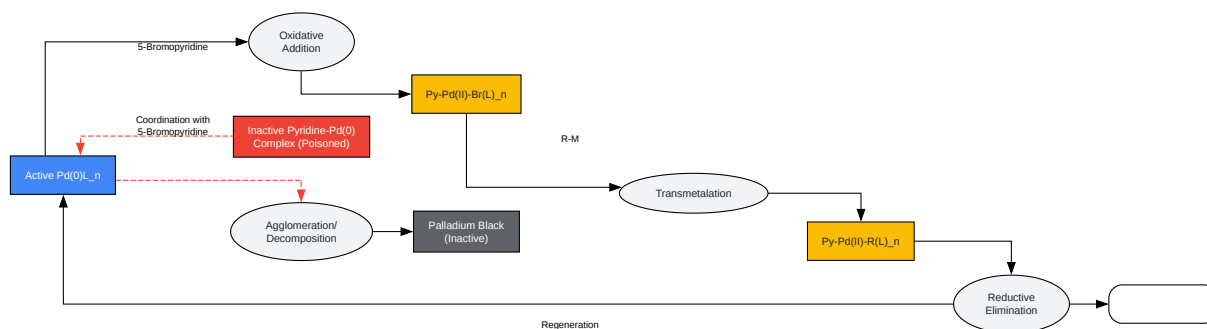 Oxidative
Addition
5-Bromopyridine
Py-Pd(II)-Br(L)_n
Coordination with
5-Bromopyridine
Inactive Pyridine-Pd(0)
Complex (Poisoned)
R-M
Active Pd(0)L_n
Transmetalation
Agglomeration/
Decomposition
Palladium Black
(Inactive)
Py-Pd(II)-R(L)_n
Reductive
Elimination
Regeneration